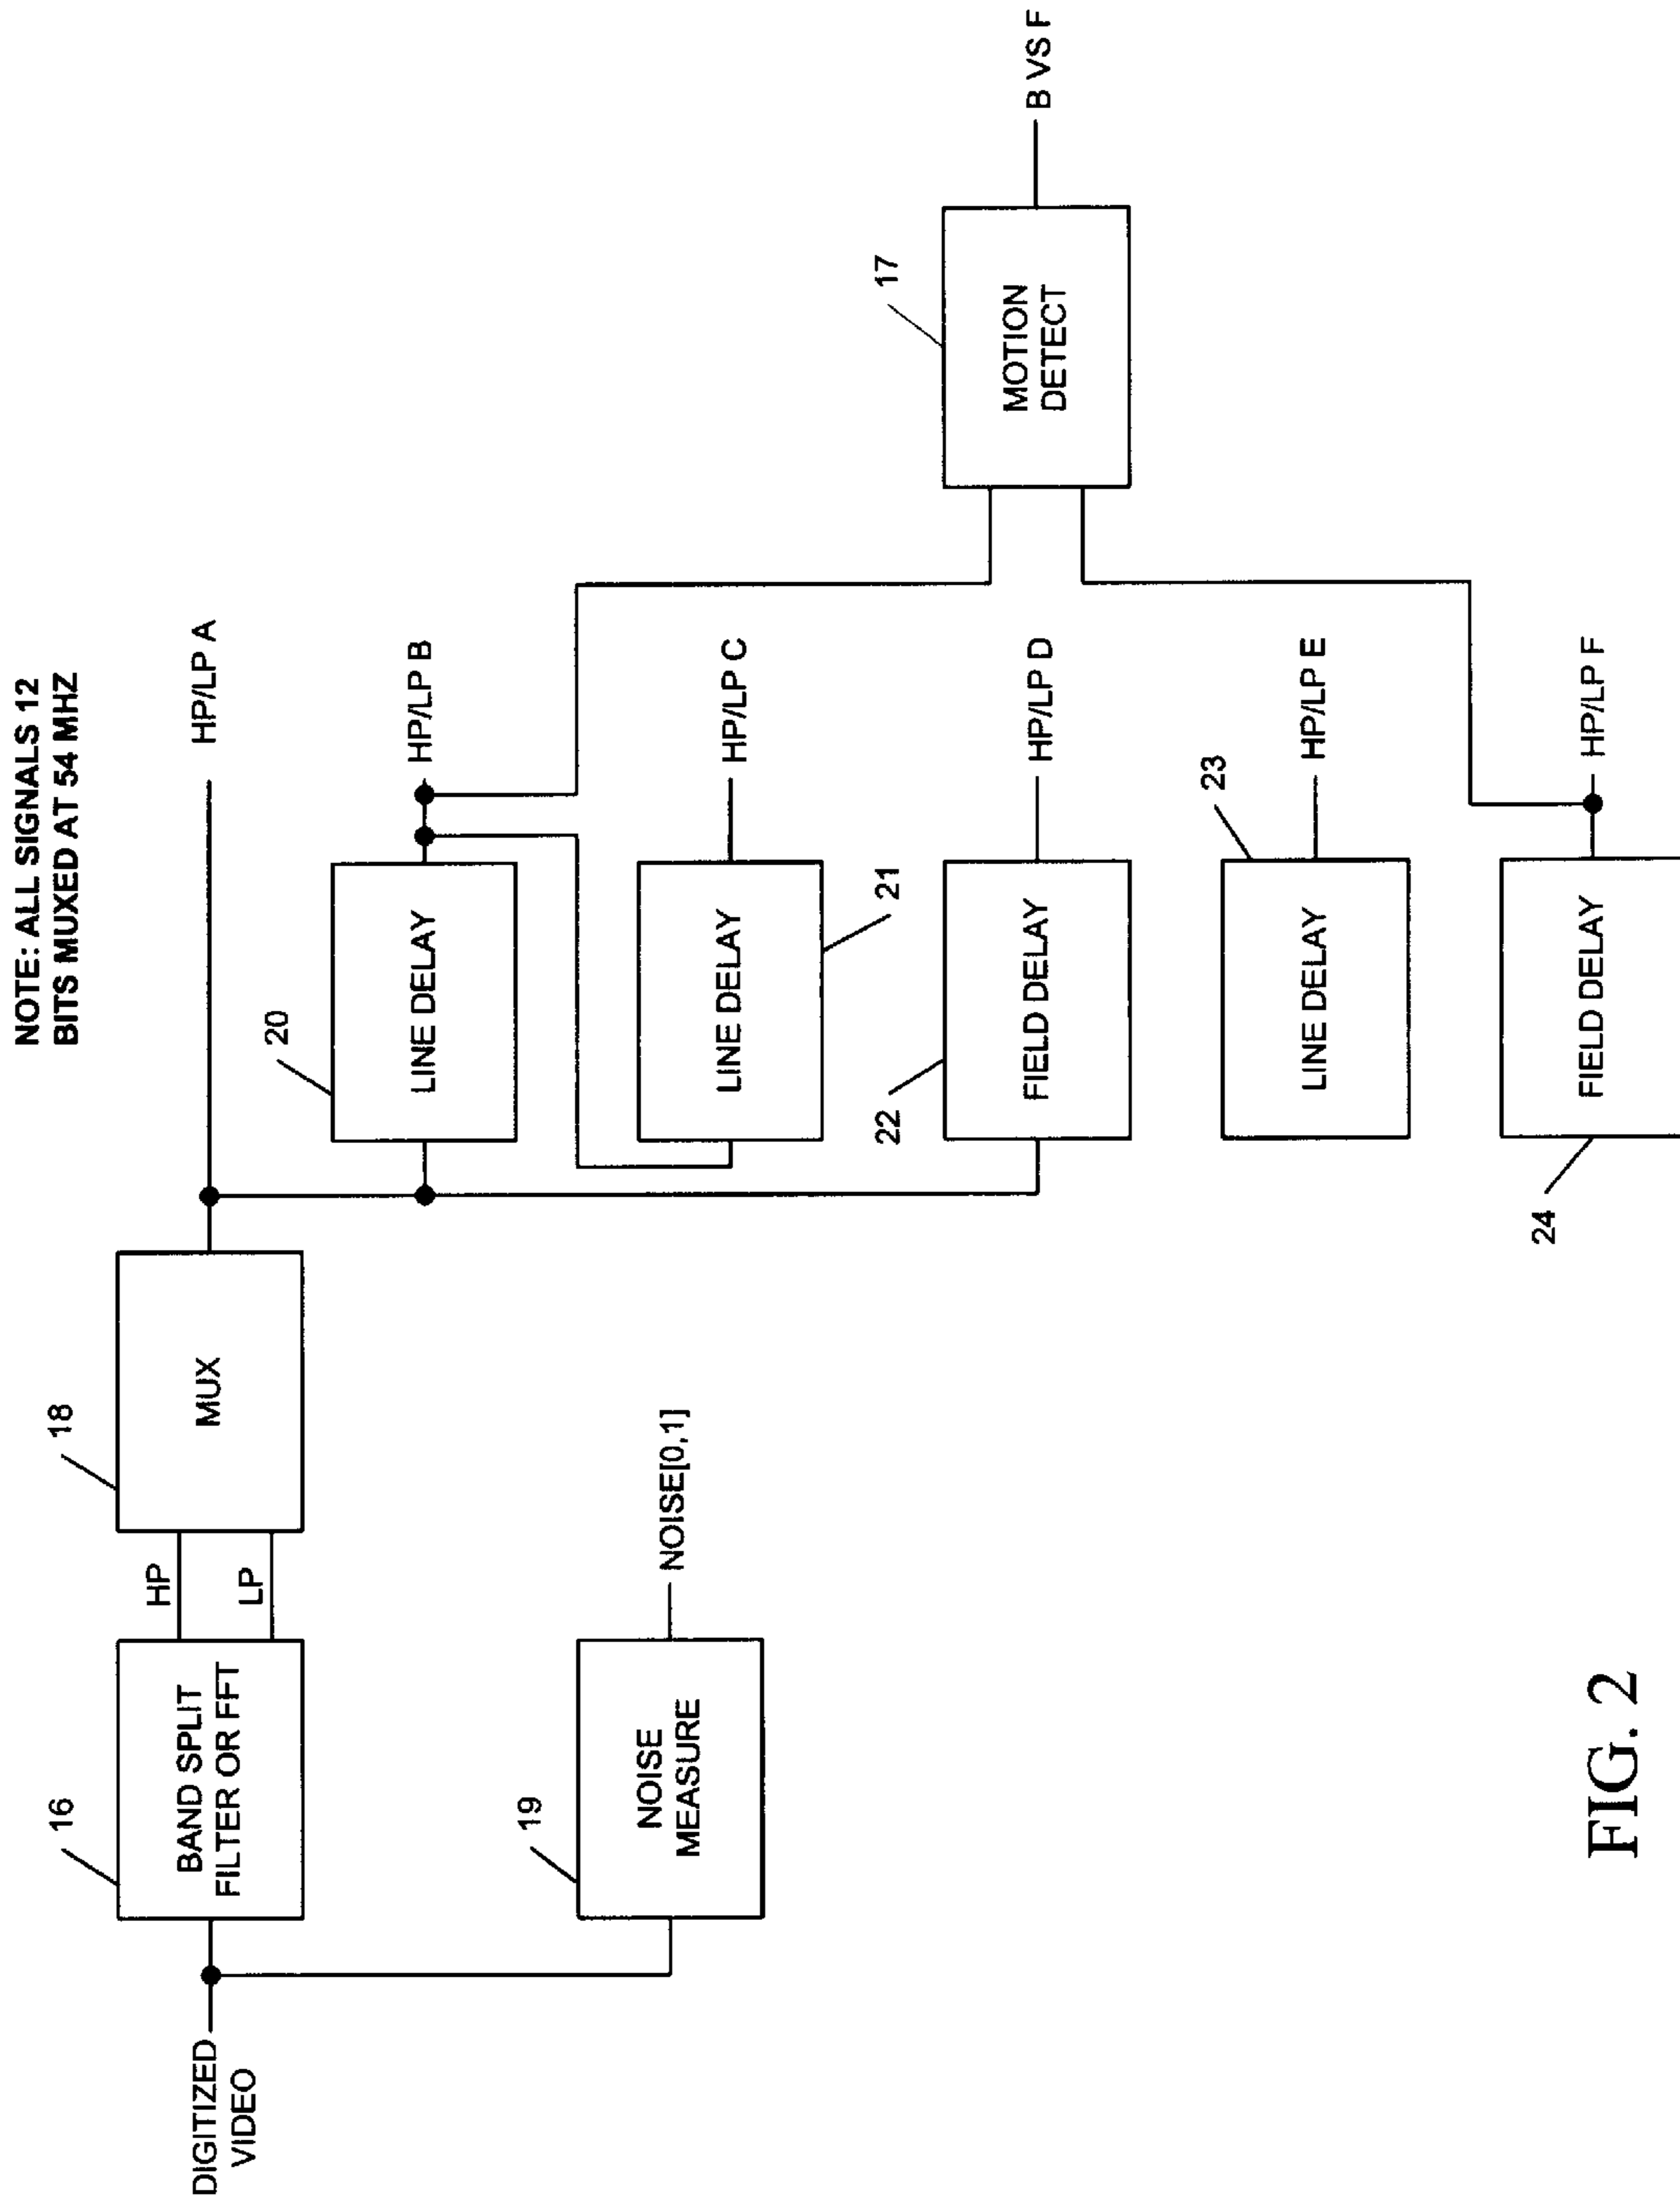 NOTE: ALL SIGNALS 12
BITS MUXED AT 54 MHZ
DIGITIZED
VIDEO
16
BAND SPLIT
FILTER OR FFT
HP
LP
18
MUX
HP/LP A
20
LINE DELAY
HP/LP B
19
NOISE
MEASURE
NOISE[0,1]
LINE DELAY
21
HP/LP C
22
FIELD DELAY
HP/LP D
17
MOTION
DETECT
B VS F
23
LINE DELAY
HP/LP E
24
FIELD DELAY
HP/LP F
FIG. 2